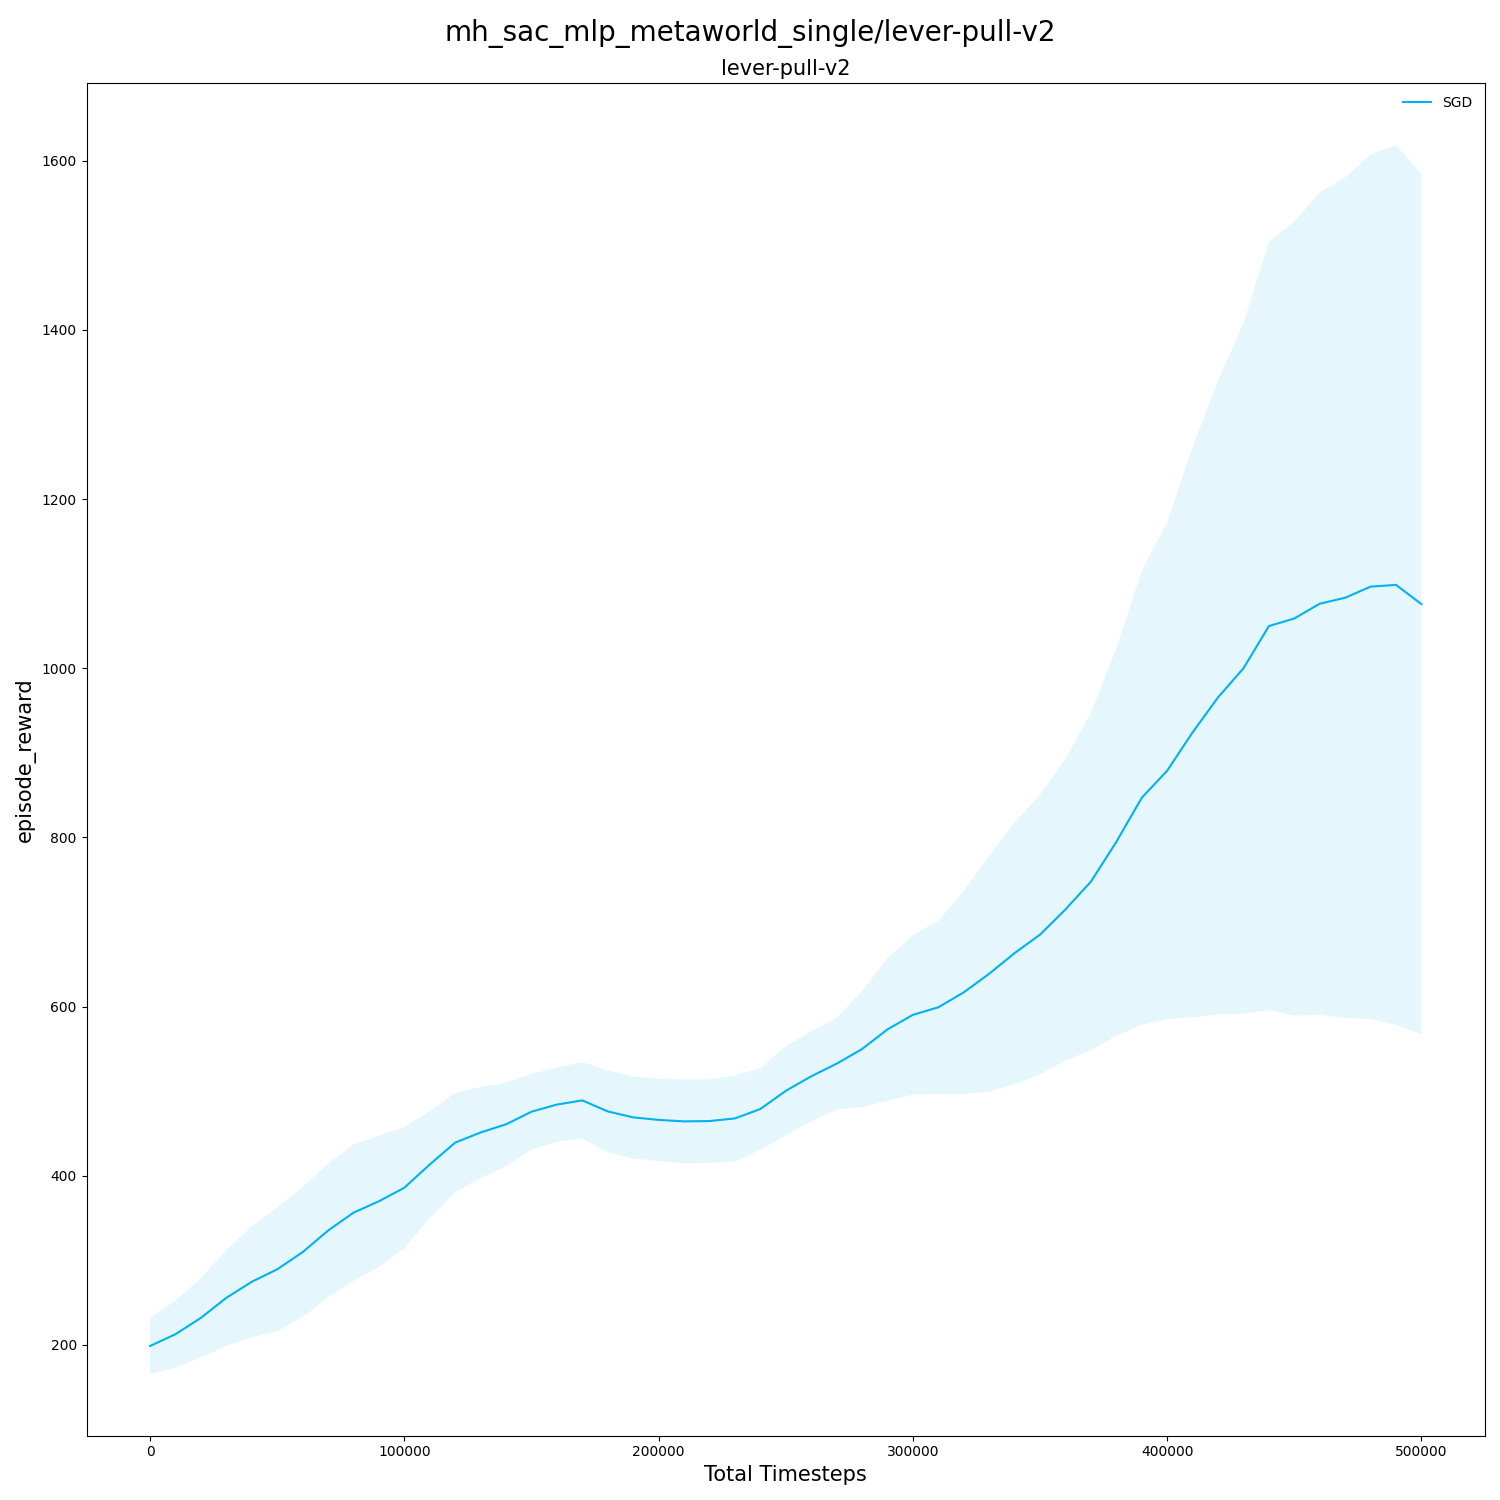 mh_sac_mlp_metaworld_single/lever-pull-v2
lever-pull-v2
SGD
1600
1400
1200
1000
800
600
400
200
episode_reward
0 100000 200000 300000 400000 500000
Total Timesteps